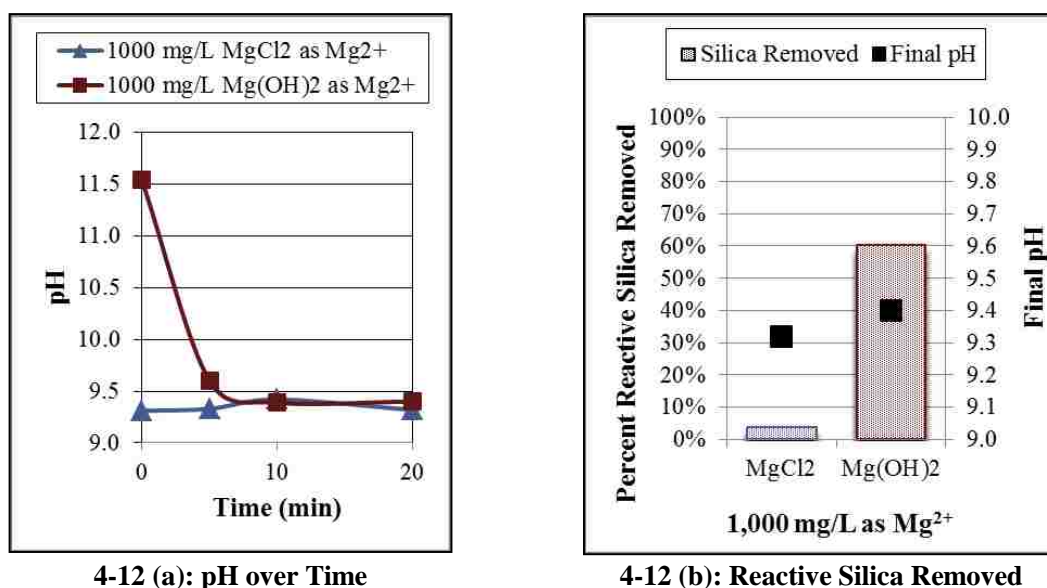 1000 mg/L MgCl2 as Mg2+
1000 mg/L Mg(OH)2 as Mg2+
12.0
11.5
11.0
10.5
10.0
9.5
9.0
pH
0
10
20
Time (min)
4-12 (a): pH over Time
Silica Removed
Final pH
Percent Reactive Silica Removed
100%
90%
80%
70%
60%
50%
40%
30%
20%
10%
0%
10.0
9.9
9.8
9.7
9.6
9.5
9.4
9.3
9.2
9.1
9.0
Final pH
MgCl2
Mg(OH)2
1,000 mg/L as Mg²⁺
4-12 (b): Reactive Silica Removed